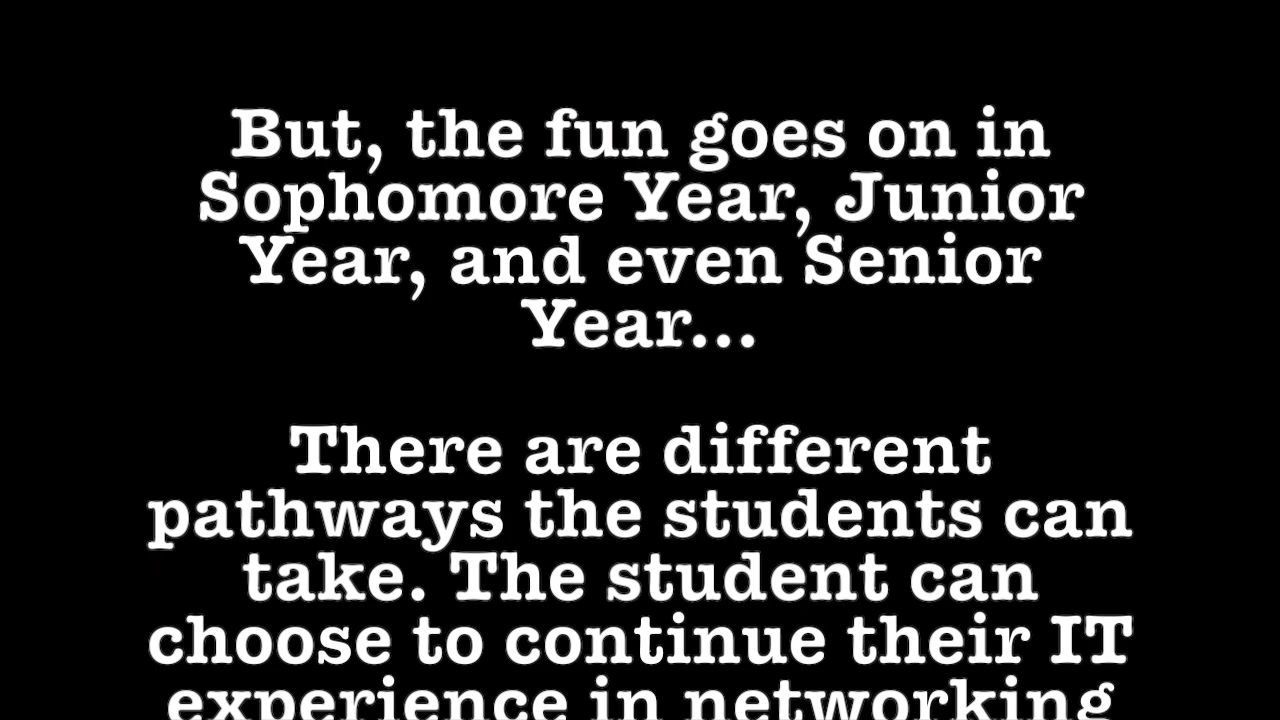 But, the fun goes on in
Sophomore Year, Junior
Year, and even Senior
Year...
There are different
pathways the students can
take. The student can
choose to continue their IT
experience in networking